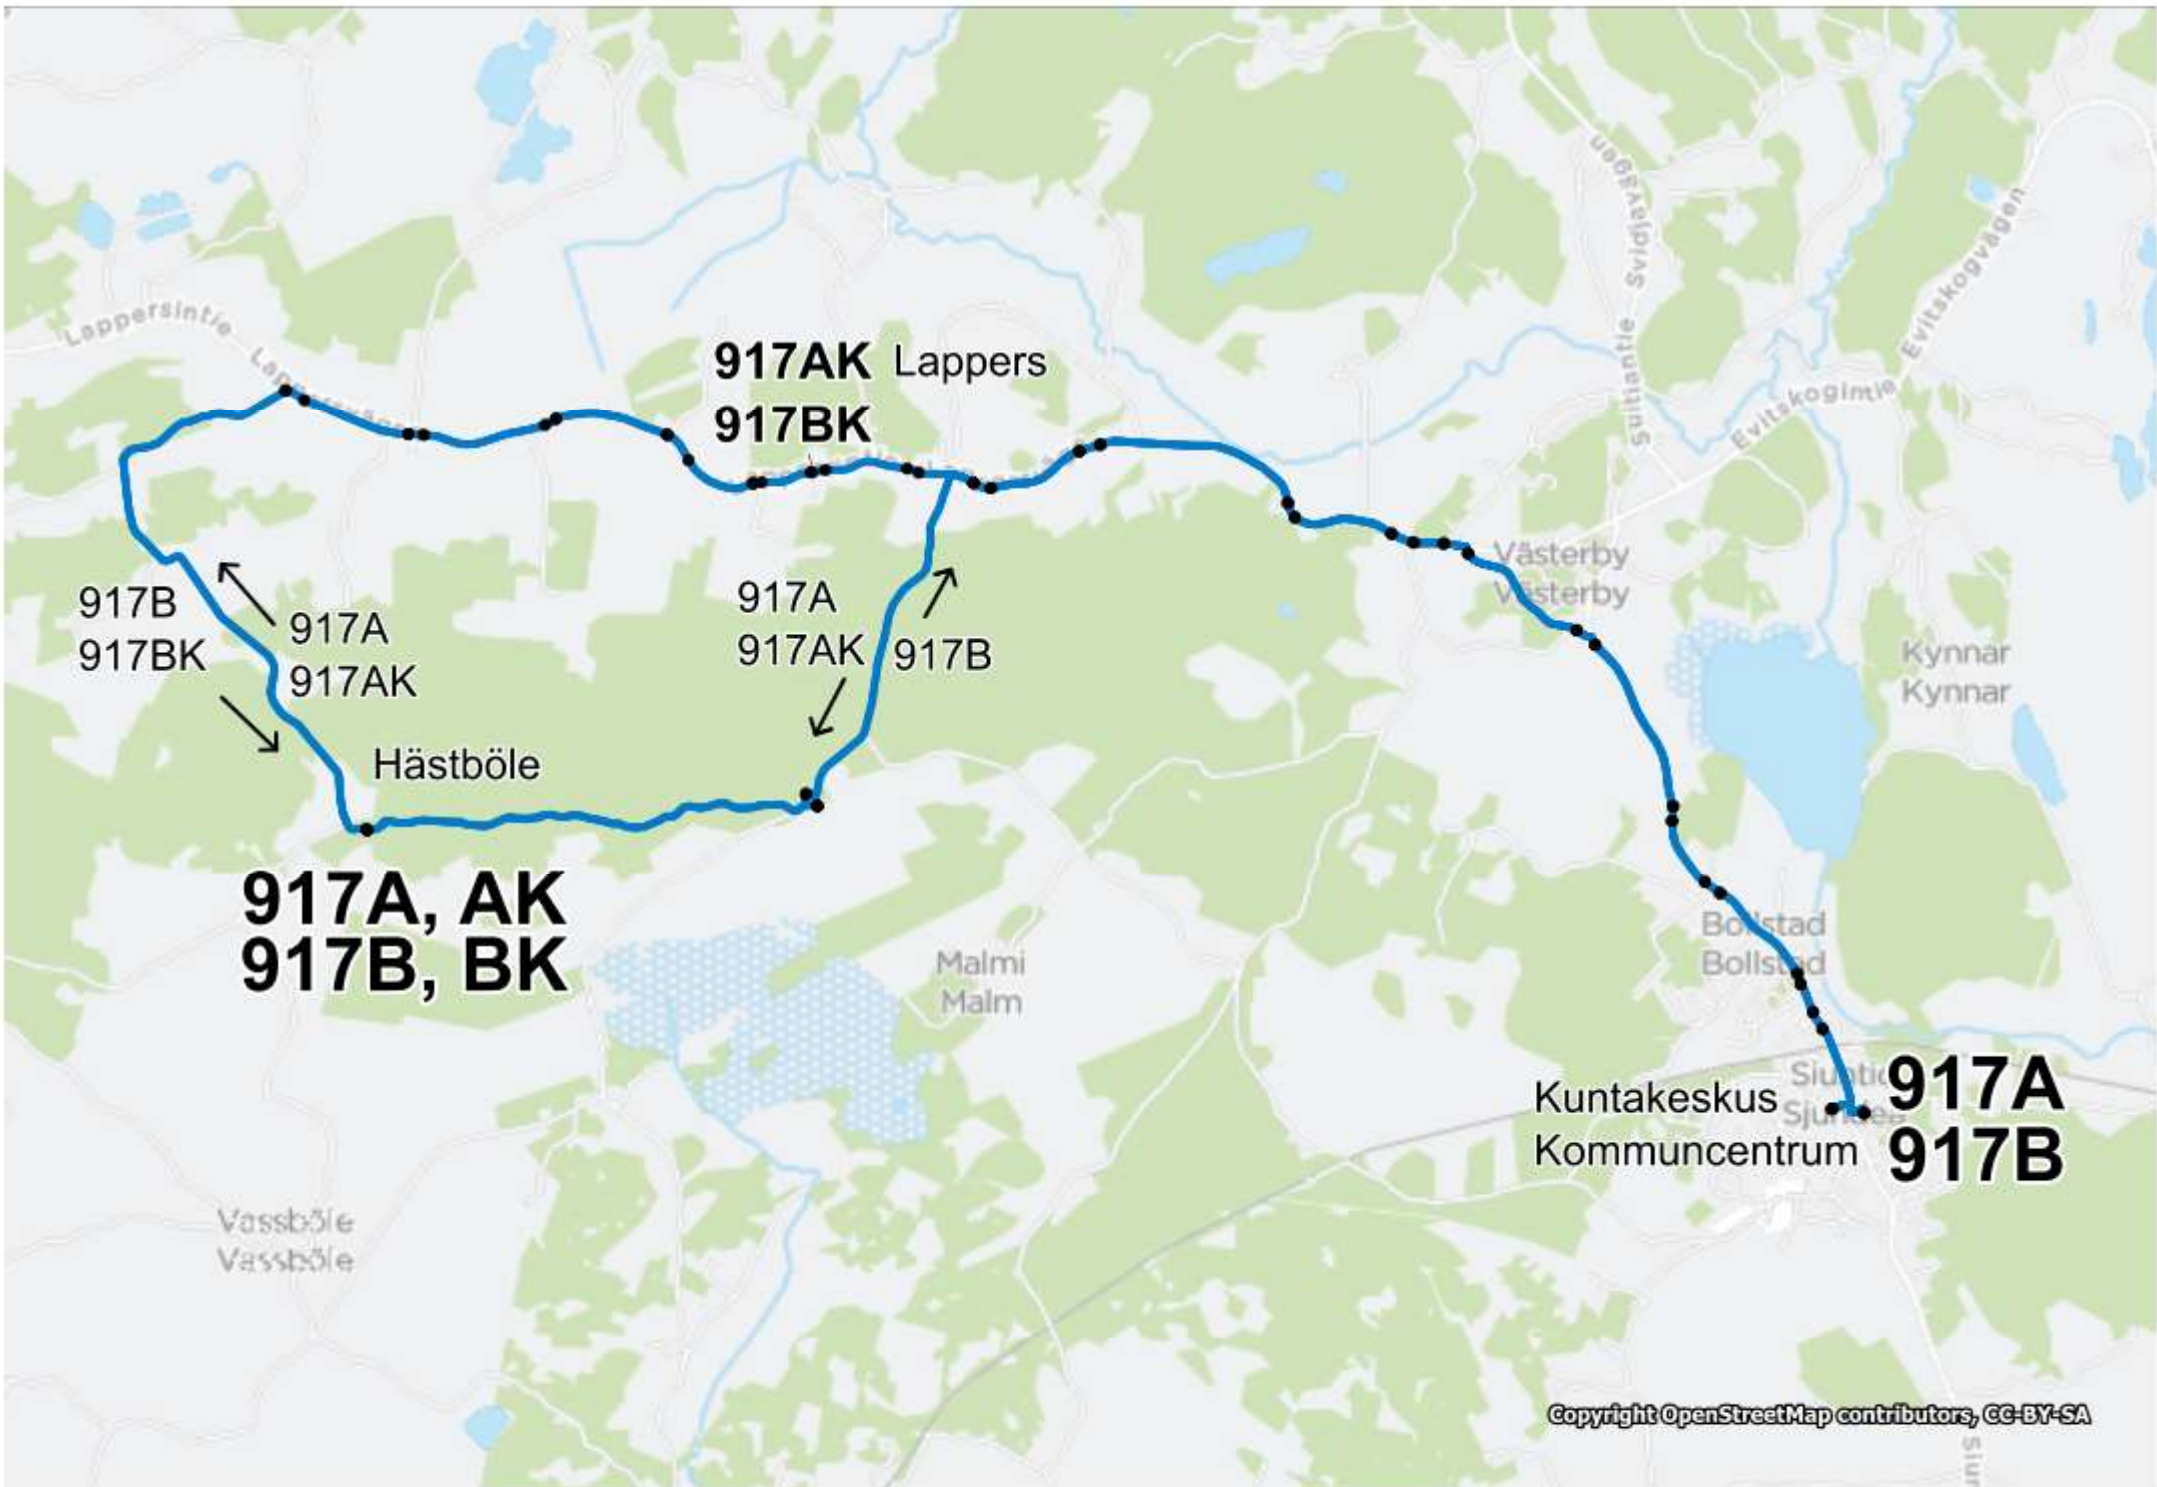 Svidjavägen
Suitiantie
Evitskogvägen
Evitskogintie
Lappersintie
917AK Lappers
917BK
Västerby
Västerby
917B
917BK
917A
917AK
917A
917AK
917B
Kynnar
Kynnar
Hästböle
917A, AK
917B, BK
Bollstad
Bollstad
Malmi
Malm
Kuntakeskus
Kommuncentrum
917A
917B
Vassböle
Vassböle
Copyright OpenStreetMap contributors, CC-BY-SA